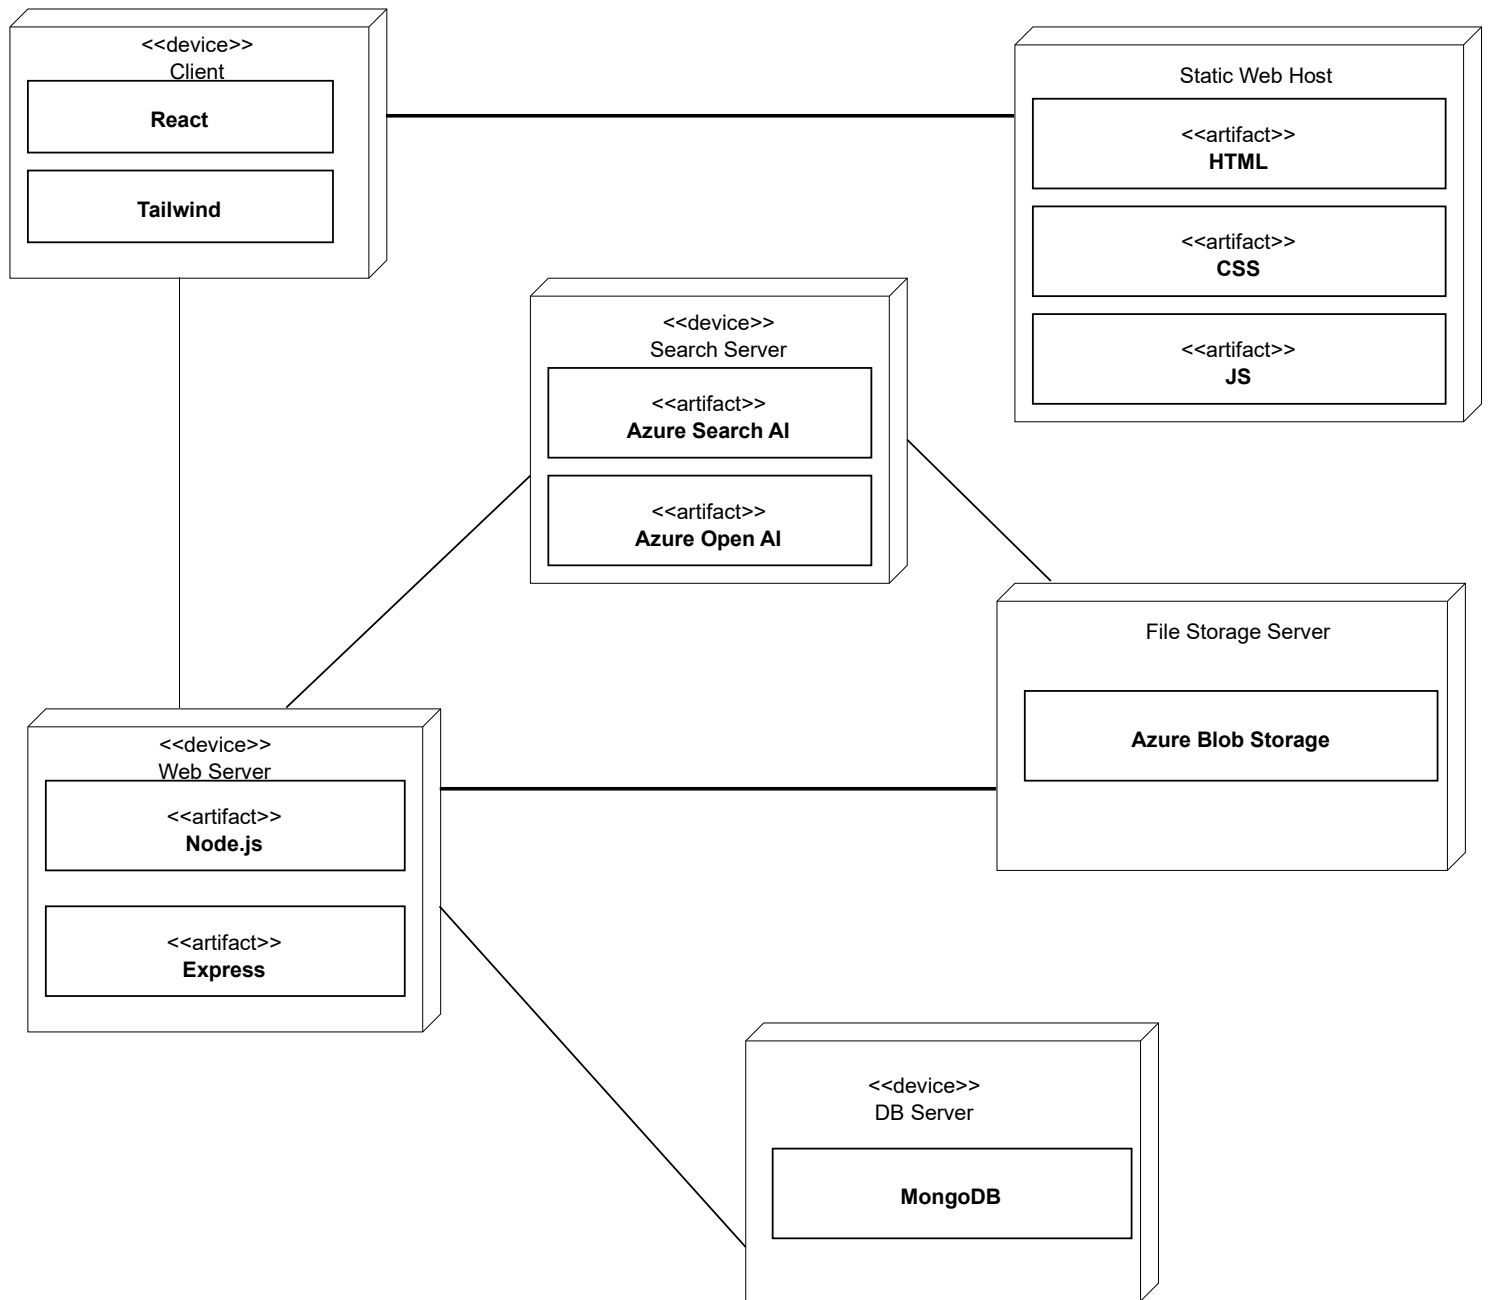 <<device>>
Client
React
Tailwind
Static Web Host
<<artifact>>
HTML
<<artifact>>
CSS
<<artifact>>
JS
<<device>>
Search Server
<<artifact>>
Azure Search AI
<<artifact>>
Azure Open AI
File Storage Server
Azure Blob Storage
<<device>>
Web Server
<<artifact>>
Node.js
<<artifact>>
Express
<<device>>
DB Server
MongoDB